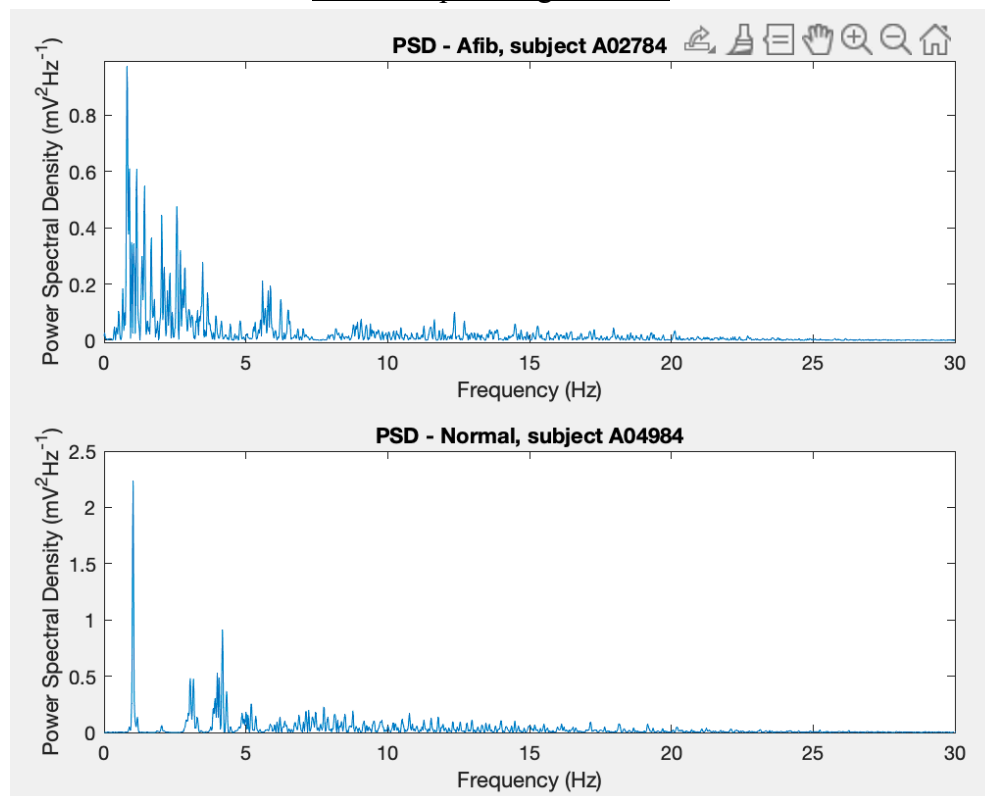 PSD - Afib, subject A02784
Power Spectral Density (mV²Hz⁻¹)
0.8
0.6
0.4
0.2
0
0 5 10 15 20 25 30
Frequency (Hz)
PSD - Normal, subject A04984
Power Spectral Density (mV²Hz⁻¹)
2.5
2
1.5
1
0.5
0
0 5 10 15 20 25 30
Frequency (Hz)